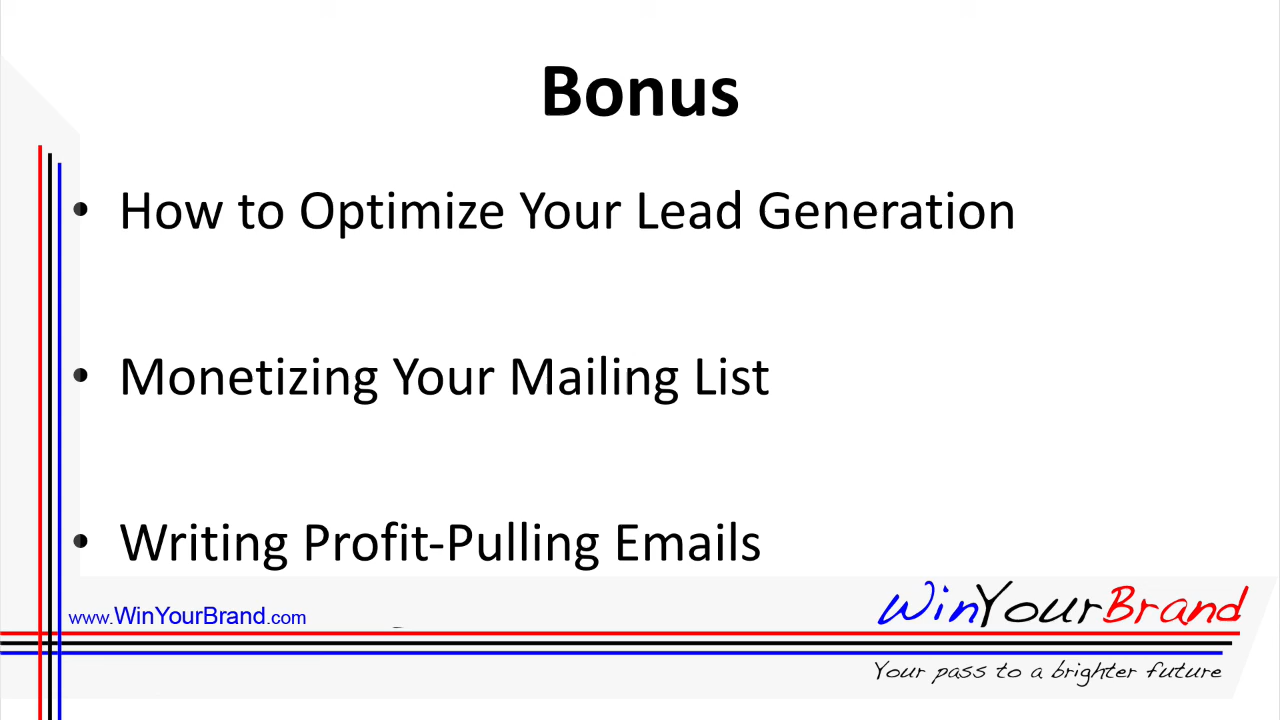 Bonus
• How to Optimize Your Lead Generation
• Monetizing Your Mailing List
• Writing Profit-Pulling Emails
www.WinYourBrand.com
WinYourBrand
Your pass to a brighter future